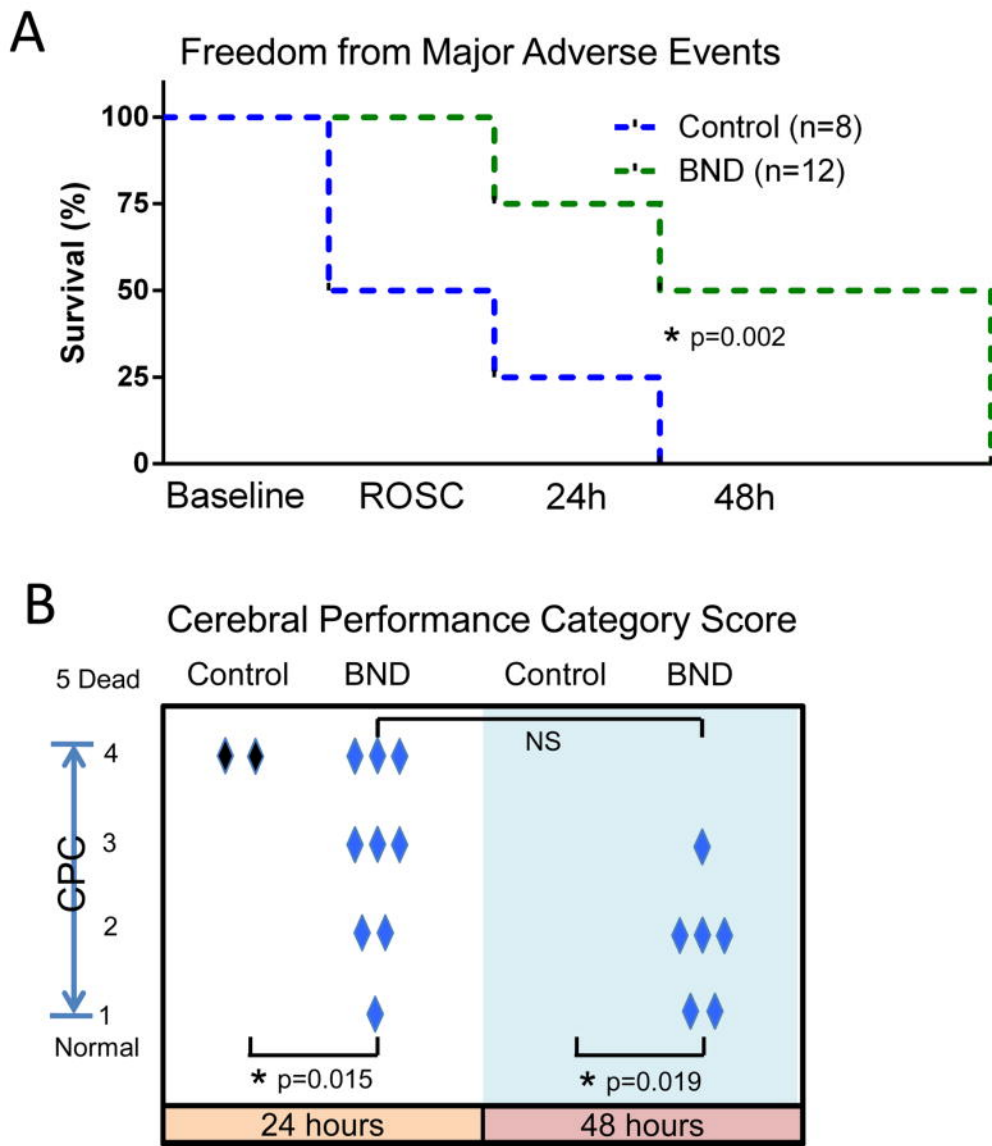 A
Freedom from Major Adverse Events
Survival (%)
100
75
50
25
0
Control (n=8)
BND (n=12)
* p=0.002
Baseline ROSC 24h 48h
B
Cerebral Performance Category Score
5 Dead Control BND Control BND
NS
CPC
4
3
2
1
Normal
* p=0.015 * p=0.019
24 hours 48 hours